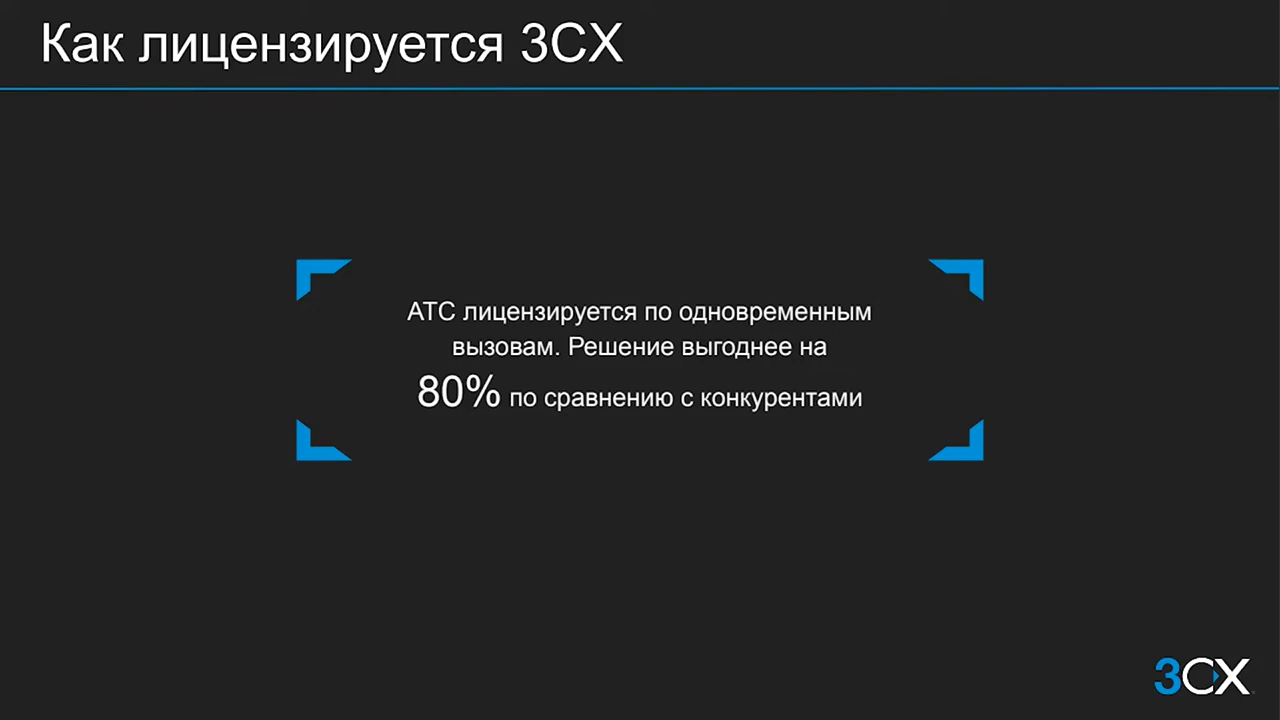 Как лицензируется 3CX
АТС лицензируется по одновременным
вызовам. Решение выгоднее на
80% по сравнению с конкурентами
3CX